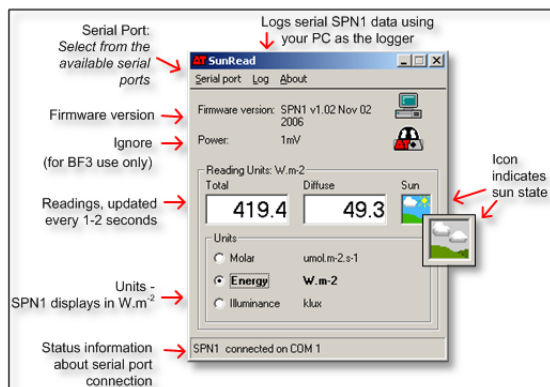 Serial Port:
Select from the
available serial
ports
Logs serial SPN1 data using
your PC as the logger
SunRead
Serial port Log About
Firmware version
Firmware version: SPN1 v1.02 Nov 02
2006
Ignore
(for BF3 use only)
Power: 1mV
Reading Units: W.m-2
Total Diffuse Sun
Readings, updated
every 1-2 seconds
419.4 49.3
Icon
indicates
sun state
Units
Molar umol.m-2.s-1
Energy W.m-2
Illuminance klux
Units -
SPN1 displays in W.m-2
Status information
about serial port
connection
SPN1 connected on COM 1